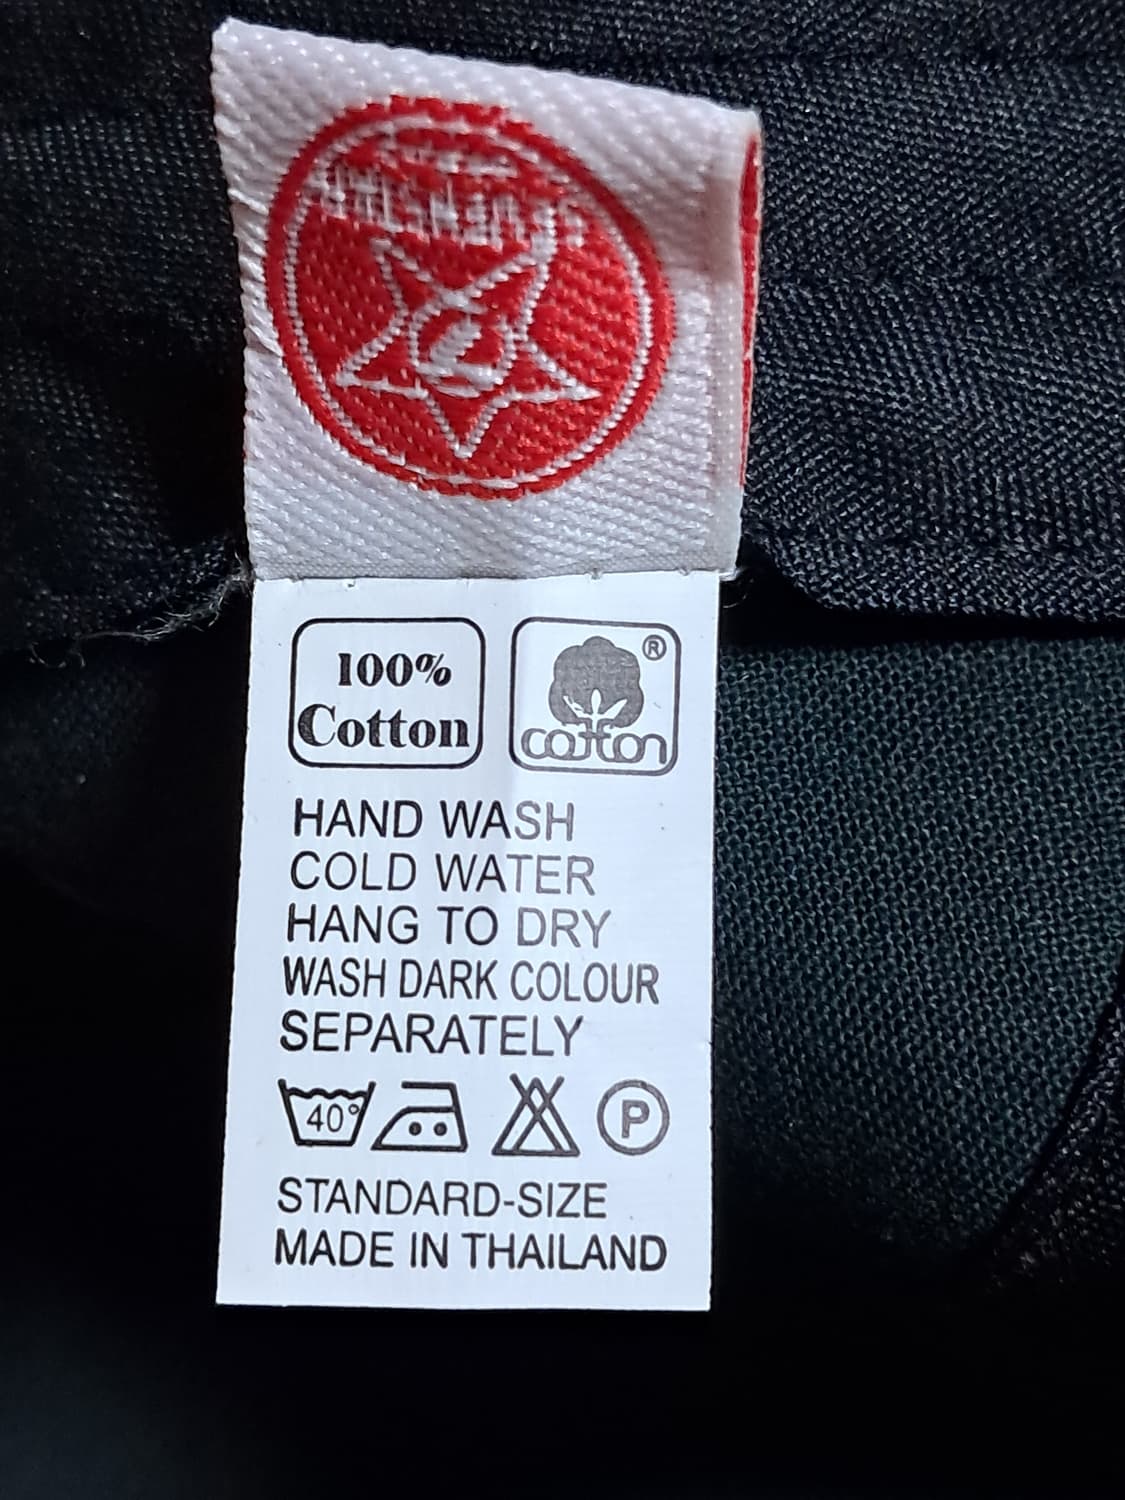 100%
Cotton
®
cotton
HAND WASH
COLD WATER
HANG TO DRY
WASH DARK COLOUR
SEPARATELY
40°
P
STANDARD-SIZE
MADE IN THAILAND